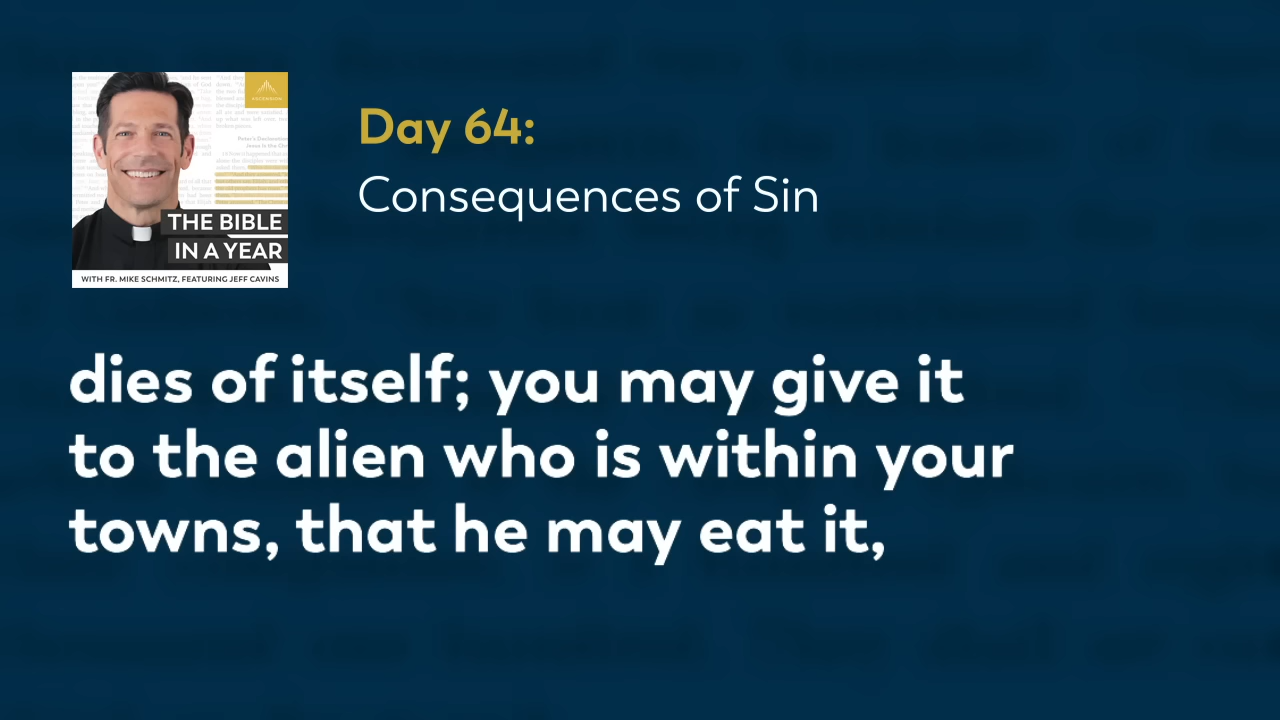 ASCENSION
THE BIBLE
IN A YEAR
WITH FR. MIKE SCHMITZ, FEATURING JEFF CAVINS
Day 64:
Consequences of Sin
dies of itself; you may give it
to the alien who is within your
towns, that he may eat it,